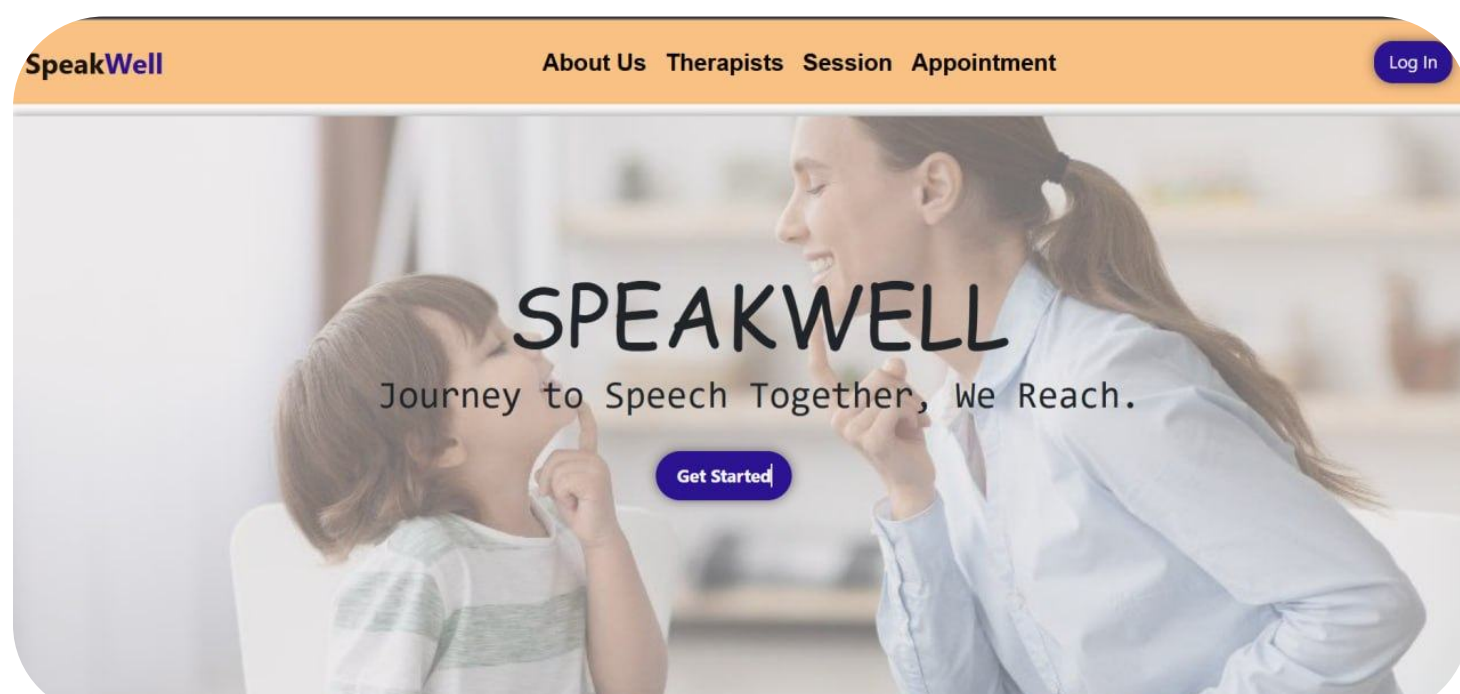 SpeakWell
About Us Therapists Session Appointment
Log In
SPEAKWELL
Journey to Speech Together, We Reach.
Get Started